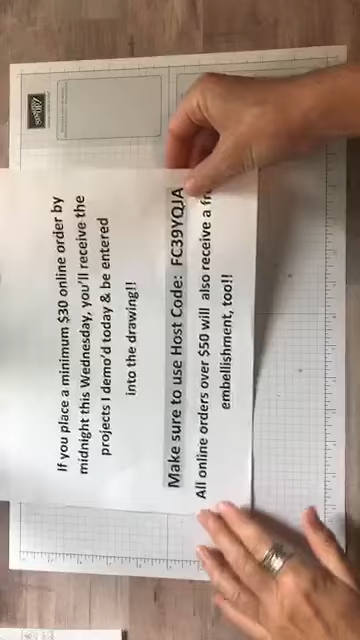 If you place a minimum $30 online order by
midnight this Wednesday, you'll receive the
projects I demo'd today & be entered
into the drawing!!
Make sure to use Host Code: FC39YQJA
All online orders over $50 will also receive a
embellishment, too!!